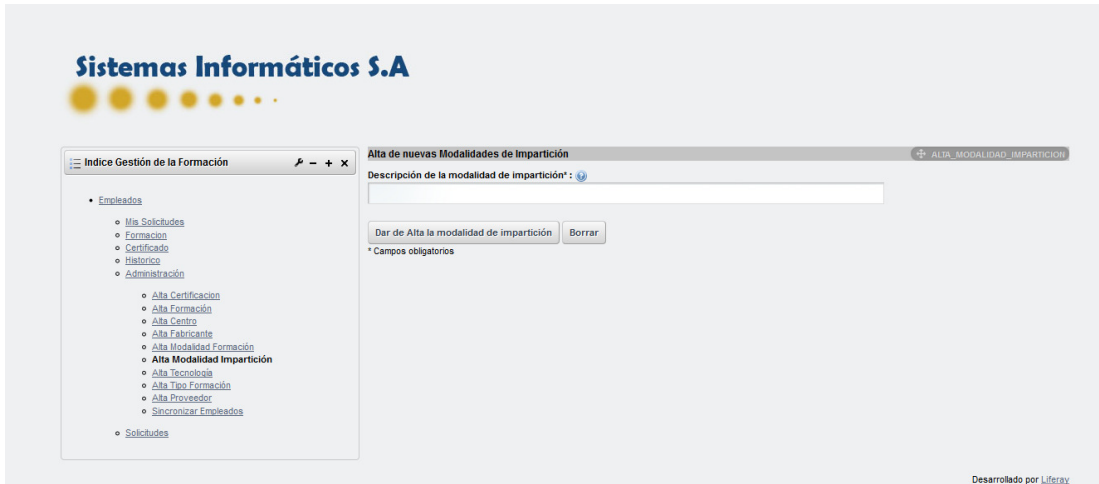 Sistemas Informáticos S.A
Indice Gestión de la Formación
Empleados
Mis Solicitudes
Formacion
Certificado
Historico
Administración
Alta Certificacion
Alta Formación
Alta Centro
Alta Fabricante
Alta Modalidad Formación
Alta Modalidad Impartición
Alta Tecnología
Alta Tipo Formación
Alta Proveedor
Sincronizar Empleados
Solicitudes
Alta de nuevas Modalidades de Impartición
ALTA_MODALIDAD_IMPARTICION
Descripción de la modalidad de impartición* :
Dar de Alta la modalidad de impartición Borrar
* Campos obligatorios
Desarrollado por Liferay